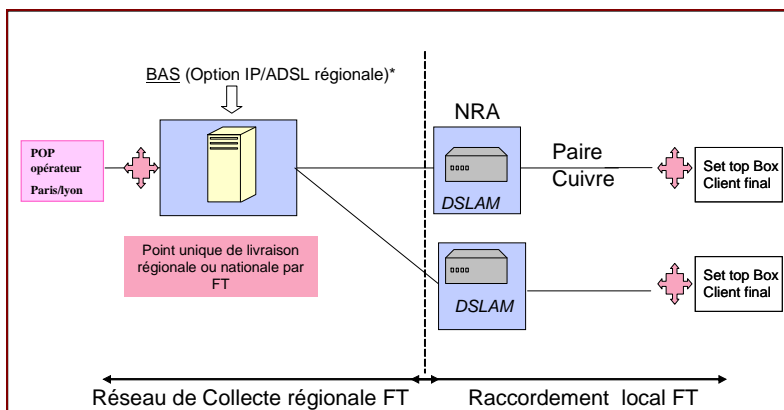 BAS (Option IP/ADSL régionale)*
NRA
POP
opérateur
Paris/lyon
Paire
Cuivre
Set top Box
Client final
DSLAM
Point unique de livraison
régionale ou nationale par
FT
Set top Box
Client final
DSLAM
Réseau de Collecte régionale FT
Raccordement local FT